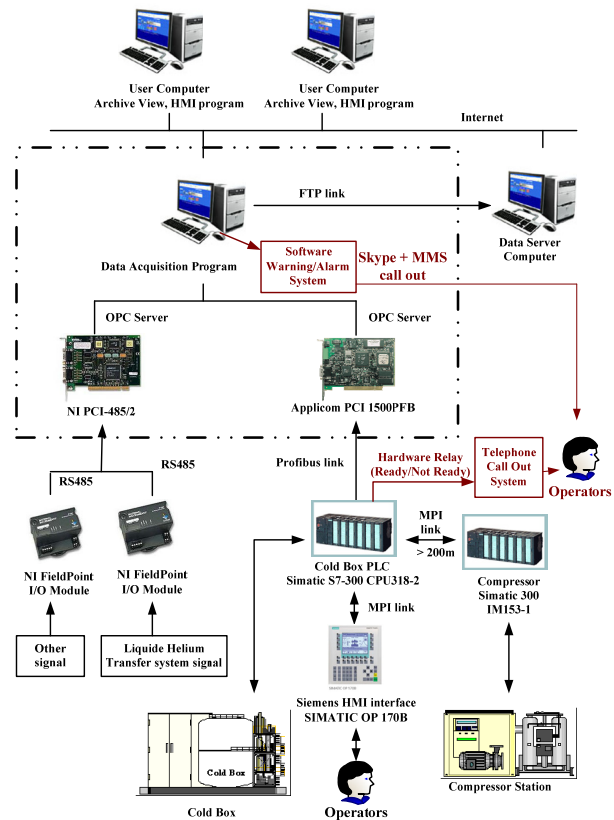 User Computer
Archive View, HMI program
User Computer
Archive View, HMI program
Internet
FTP link
Data Server
Computer
Data Acquisition Program
Software
Warning/Alarm
System
Skype + MMS
call out
OPC Server
OPC Server
NI PCI-485/2
Applicom PCI 1500PFB
Profibus link
Hardware Relay
(Ready/Not Ready)
Telephone
Call Out
System
Operators
RS485
RS485
NI FieldPoint
I/O Module
NI FieldPoint
I/O Module
MPI
link
> 200m
Cold Box PLC
Simatic S7-300 CPU318-2
Compressor
Simatic 300
IM153-1
MPI link
Other
signal
Liquide Helium
Transfer system signal
Siemens HMI interface
SIMATIC OP 170B
Cold Box
Cold Box
Operators
Compressor Station